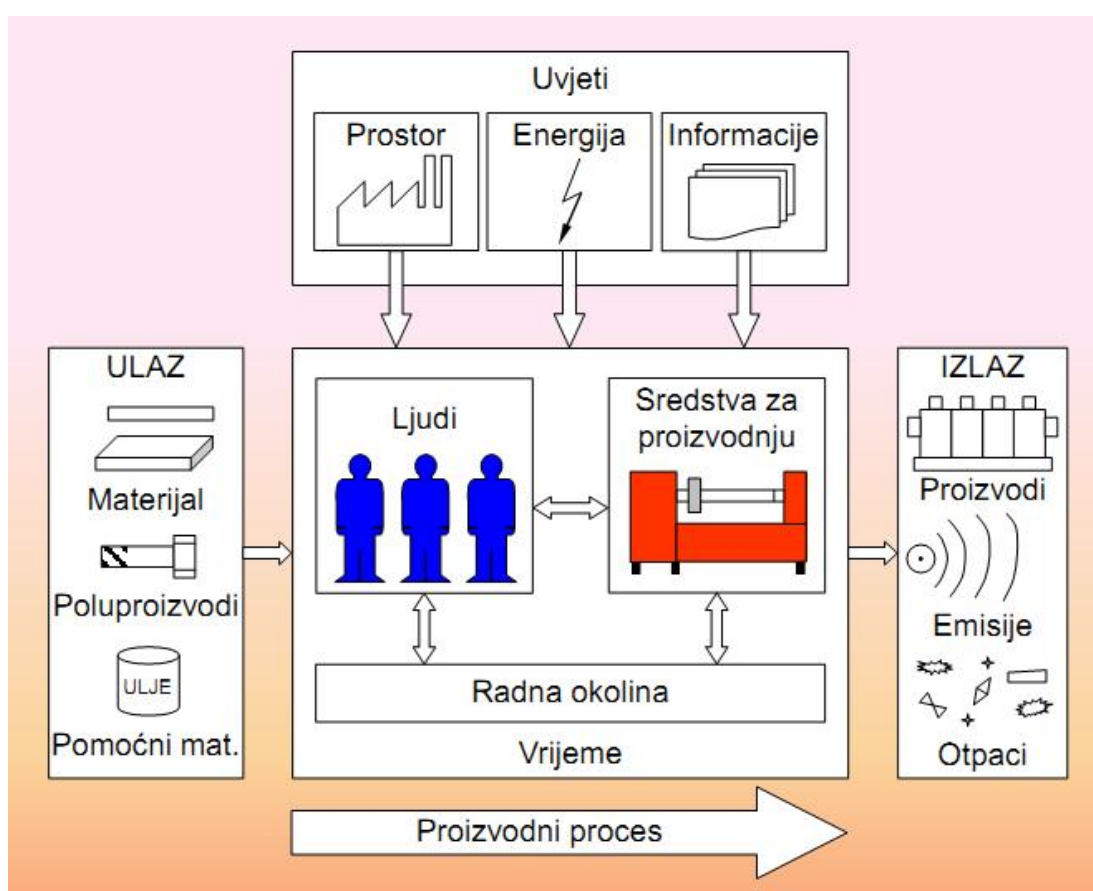 Uvjeti
Prostor
Energija
Informacije
ULAZ
Materijal
Poluproizvodi
ULJE
Pomoćni mat.
Ljudi
Sredstva za
proizvodnju
Radna okolina
Vrijeme
IZLAZ
Proizvodi
Emisije
Otpaci
Proizvodni proces